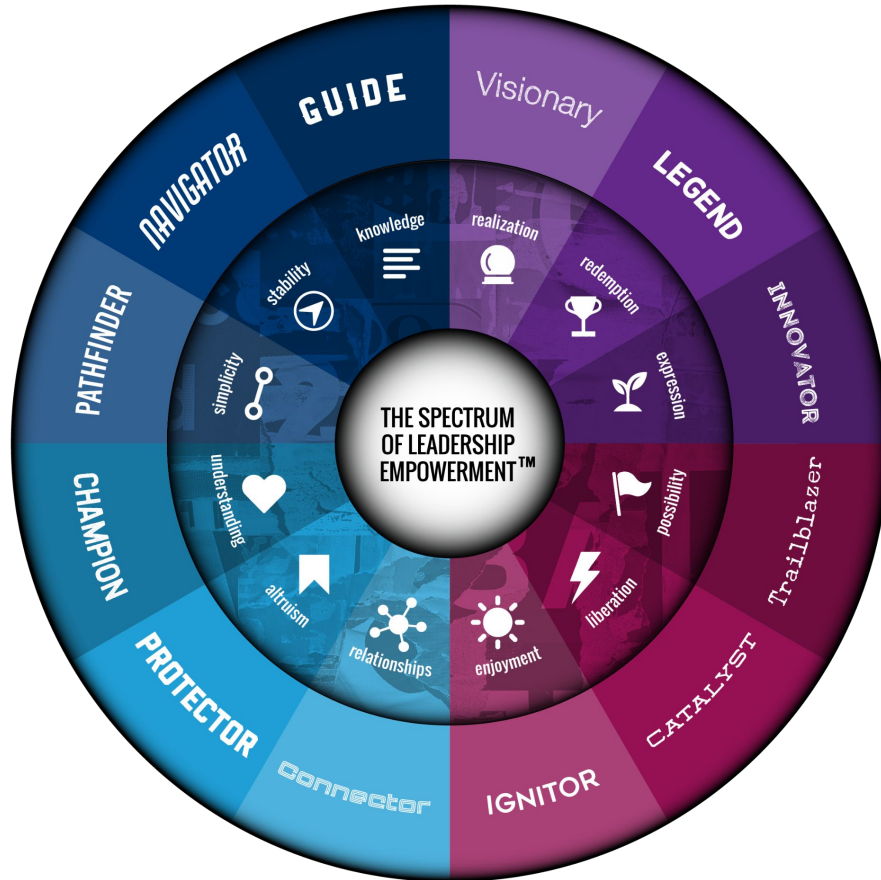 THE SPECTRUM
OF LEADERSHIP
EMPOWERMENT™
Visionary
realization
LEGEND
redemption
INNOVATOR
expression
Trailblazer
possibility
CATALYST
liberation
IGNITOR
enjoyment
Connector
relationships
PROTECTOR
altruism
CHAMPION
understanding
PATHFINDER
simplicity
NAVIGATOR
stability
GUIDE
knowledge